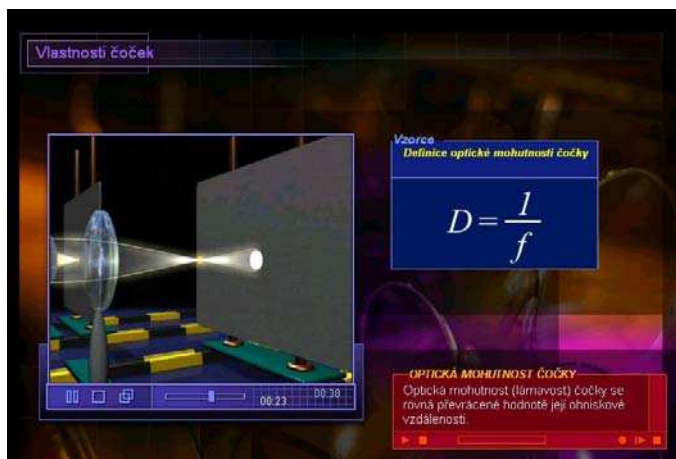 Vlastnosti čoček
Vzorce
Definice optické mohutnosti čočky
D = 1/f
00:23
00:38
OPTICKÁ MOHUTNOST ČOČKY
Optická mohutnost (lámavost) čočky se
rovná převrácené hodnotě její ohniskové
vzdálenosti.